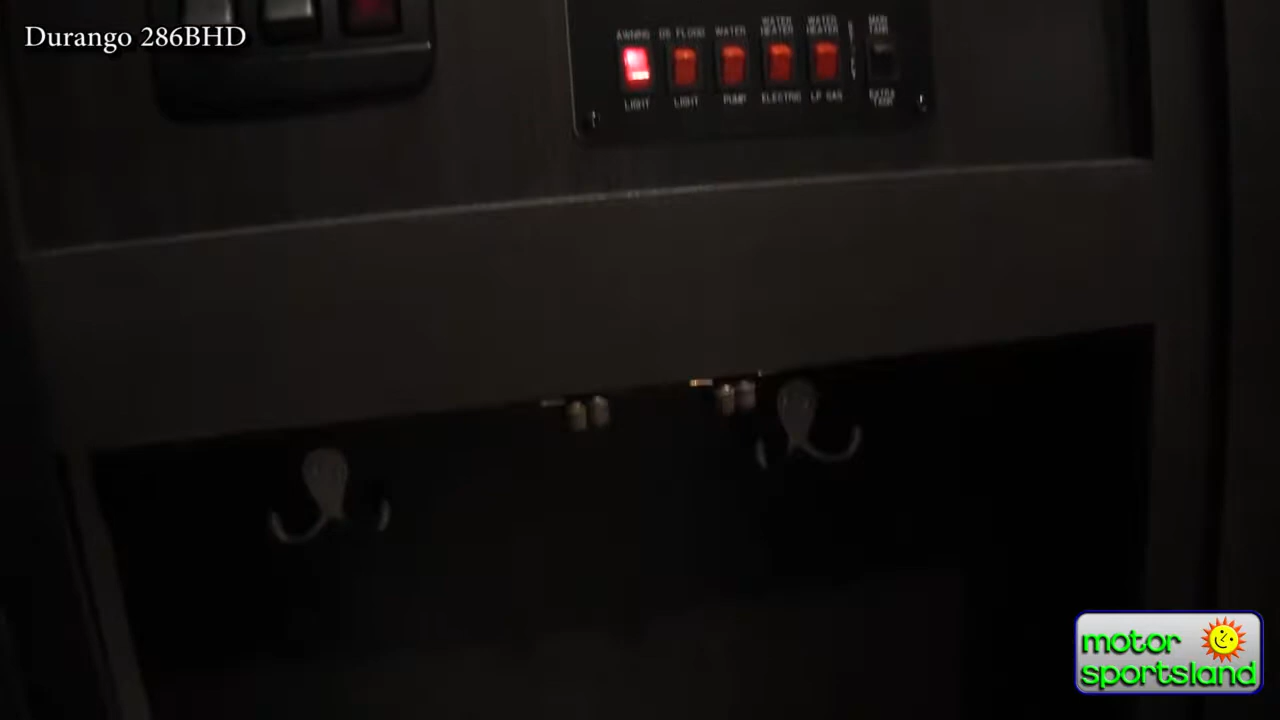 Durango 286BHD
AWNING DS FLOOD WATER WATER HEATER WATER HEATER MAIN TANK
LIGHT LIGHT PUMP ELECTRIC LP GAS EXTRA TANK
motor
sportsland